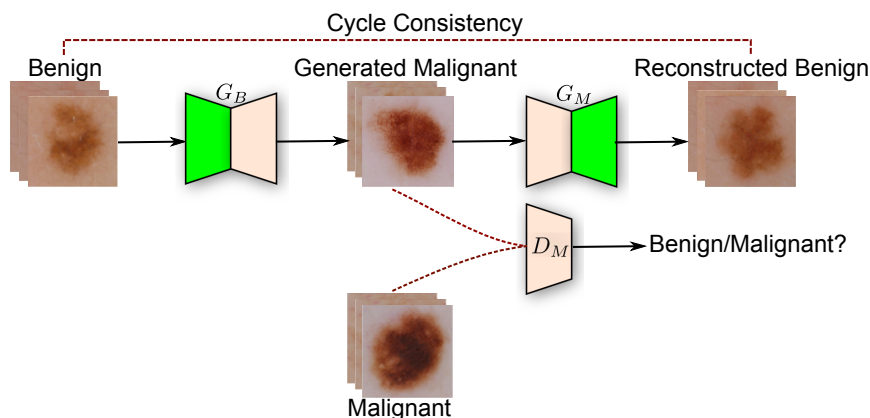 Cycle Consistency
Benign
Generated Malignant
Reconstructed Benign
G_B
G_M
D_M
Benign/Malignant?
Malignant